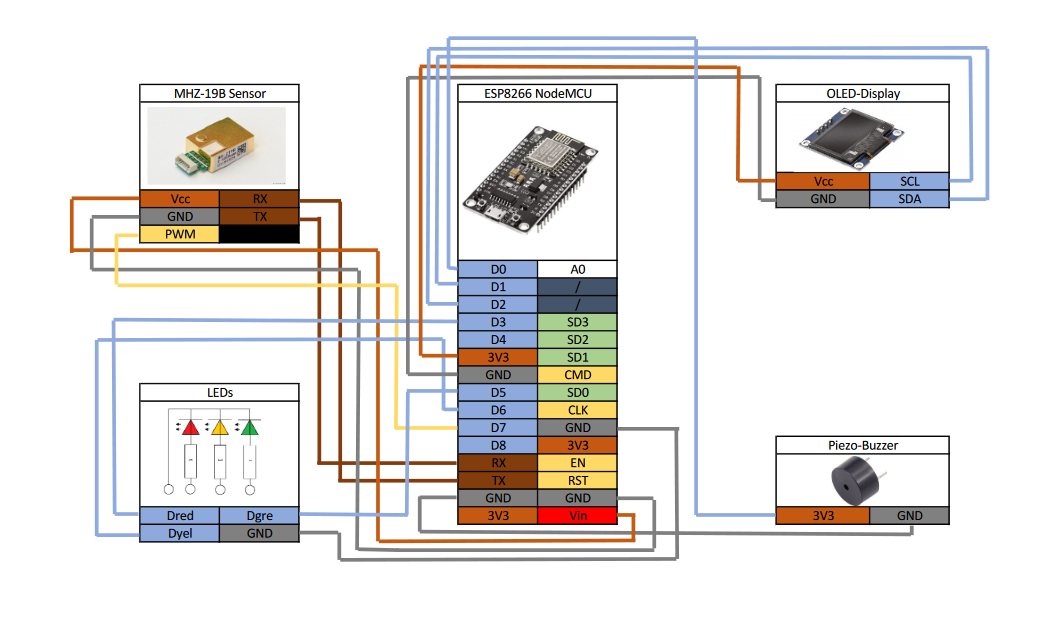 MHZ-19B Sensor
Vcc RX
GND TX
PWM
ESP8266 NodeMCU
D0 A0
D1 /
D2 /
D3 SD3
D4 SD2
3V3 SD1
GND CMD
D5 SD0
D6 CLK
D7 GND
D8 3V3
RX EN
TX RST
GND GND
3V3 Vin
OLED-Display
Vcc SCL
GND SDA
LEDs
Dred Dgre
Dyel GND
Piezo-Buzzer
3V3 GND